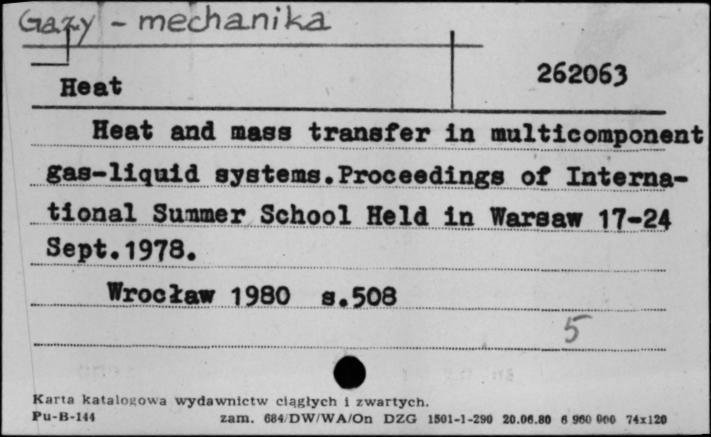 Gazy - mechanika
Heat
262063
Heat and mass transfer in multicomponent
gas-liquid systems.Proceedings of Interna-
tional Summer School Held in Warsaw 17-24
Sept.1978.
Wrocław 1980 s.508
5
Karta katalogowa wydawnictw ciągłych i zwartych.
Pu-B-144 zam. 684/DW/WA/On DZG 1501-1-290 20.06.80 6 960 000 74x120